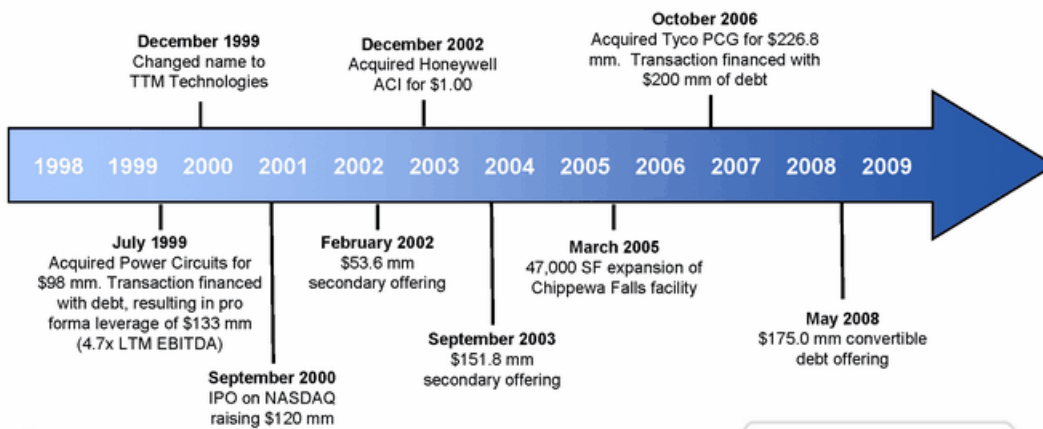 December 1999
Changed name to
TTM Technologies
December 2002
Acquired Honeywell
ACI for $1.00
October 2006
Acquired Tyco PCG for $226.8
mm. Transaction financed with
$200 mm of debt
1998 1999 2000 2001 2002 2003 2004 2005 2006 2007 2008 2009
July 1999
Acquired Power Circuits for
$98 mm. Transaction financed
with debt, resulting in pro
forma leverage of $133 mm
(4.7x LTM EBITDA)
September 2000
IPO on NASDAQ
raising $120 mm
February 2002
$53.6 mm
secondary offering
September 2003
$151.8 mm
secondary offering
March 2005
47,000 SF expansion of
Chippewa Falls facility
May 2008
$175.0 mm convertible
debt offering